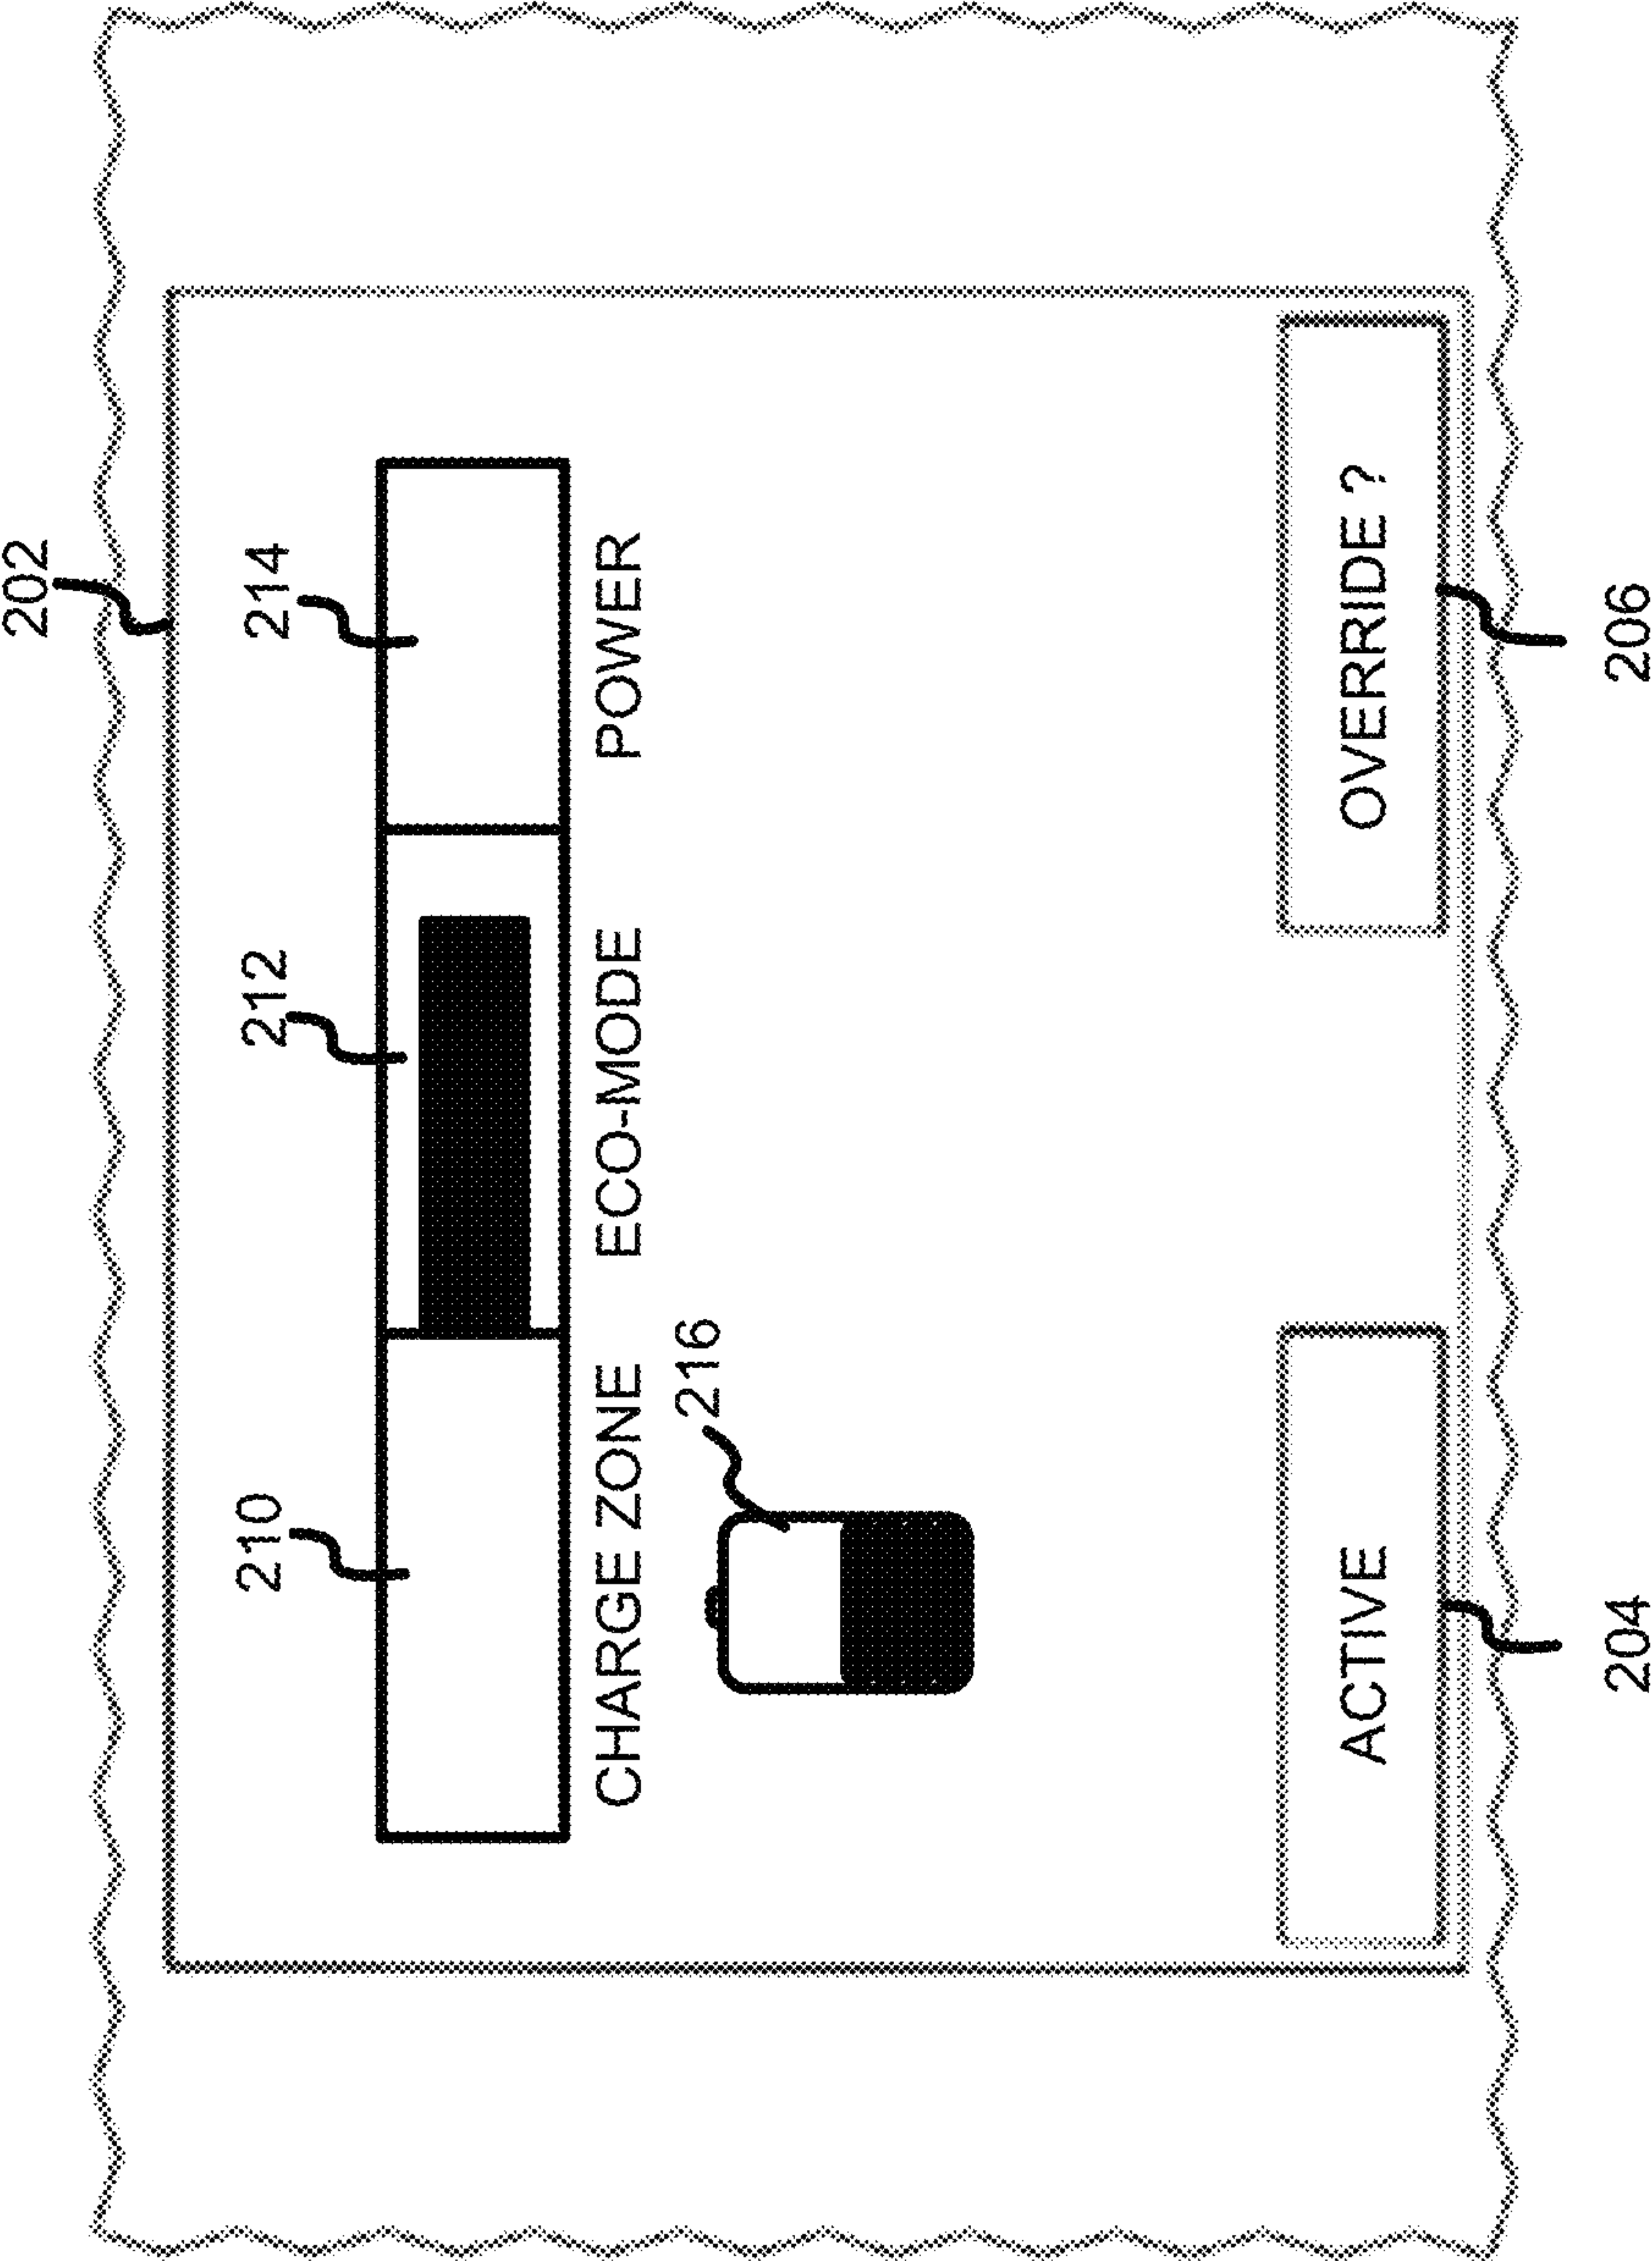 202
210
212
214
CHARGE ZONE
ECO-MODE
POWER
216
ACTIVE
OVERRIDE ?
204
206